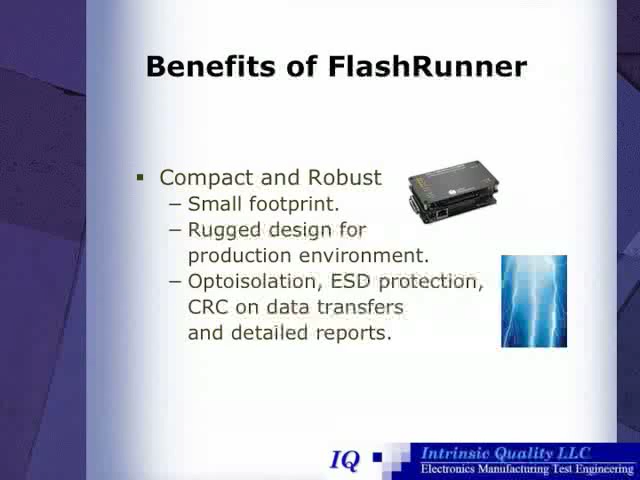 Benefits of FlashRunner
▪ Compact and Robust
– Small footprint.
– Rugged design for
production environment.
– Optoisolation, ESD protection,
CRC on data transfers
and detailed reports.
IQ
Intrinsic Quality LLC
Electronics Manufacturing Test Engineering